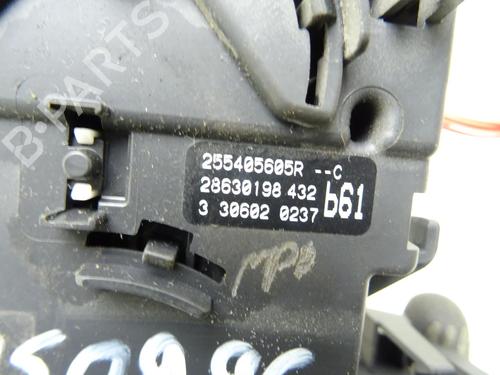 B-PARTS
255405605R --C
28630198 432 b61
3 30602 0237